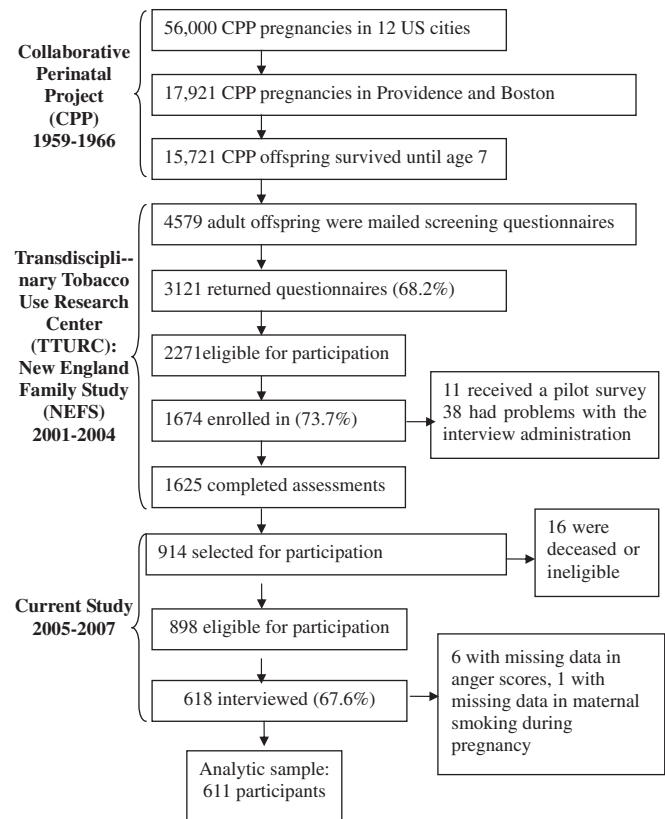 56,000 CPP pregnancies in 12 US cities
Collaborative
Perinatal
Project
(CPP)
1959-1966
17,921 CPP pregnancies in Providence and Boston
15,721 CPP offspring survived until age 7
4579 adult offspring were mailed screening questionnaires
Transdiscipli--
nary Tobacco
Use Research
Center
(TTURC):
New England
Family Study
(NEFS)
2001-2004
3121 returned questionnaires (68.2%)
2271eligible for participation
1674 enrolled in (73.7%)
11 received a pilot survey
38 had problems with the
interview administration
1625 completed assessments
914 selected for participation
16 were
deceased or
ineligible
Current Study
2005-2007
898 eligible for participation
618 interviewed (67.6%)
6 with missing data in
anger scores, 1 with
missing data in maternal
smoking during
pregnancy
Analytic sample:
611 participants